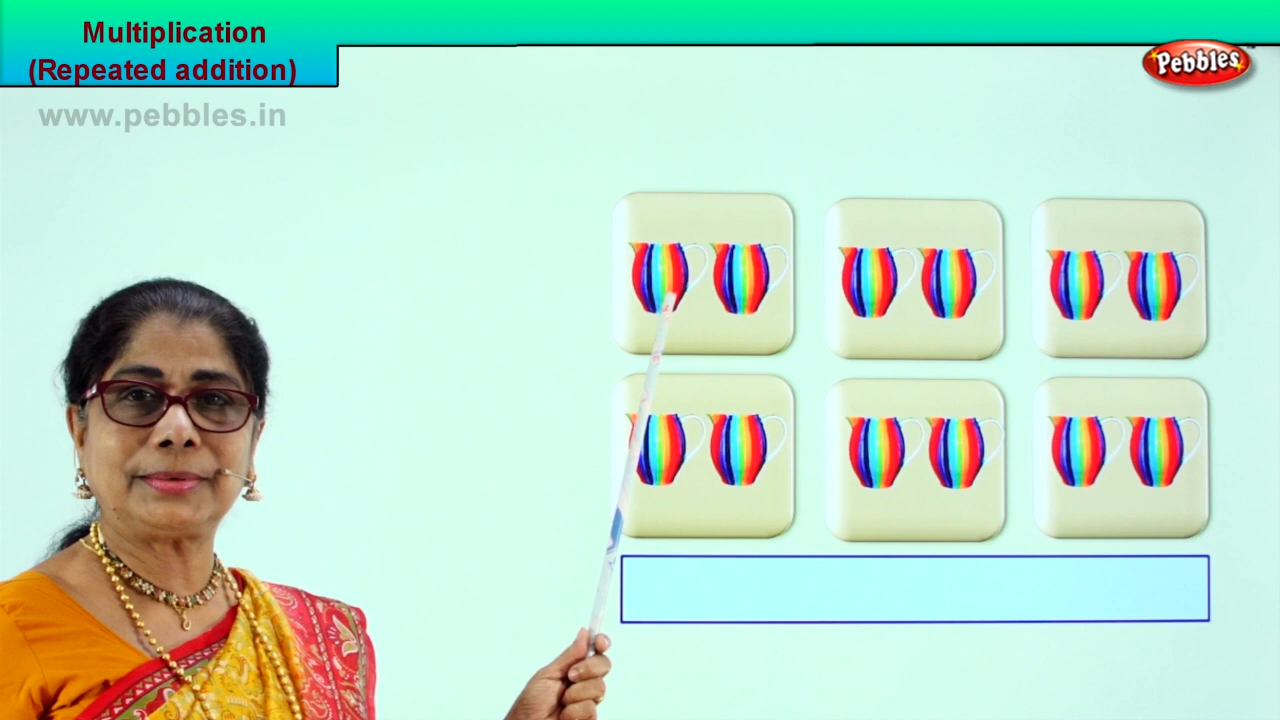 Multiplication
(Repeated addition)
Pebbles
www.pebbles.in